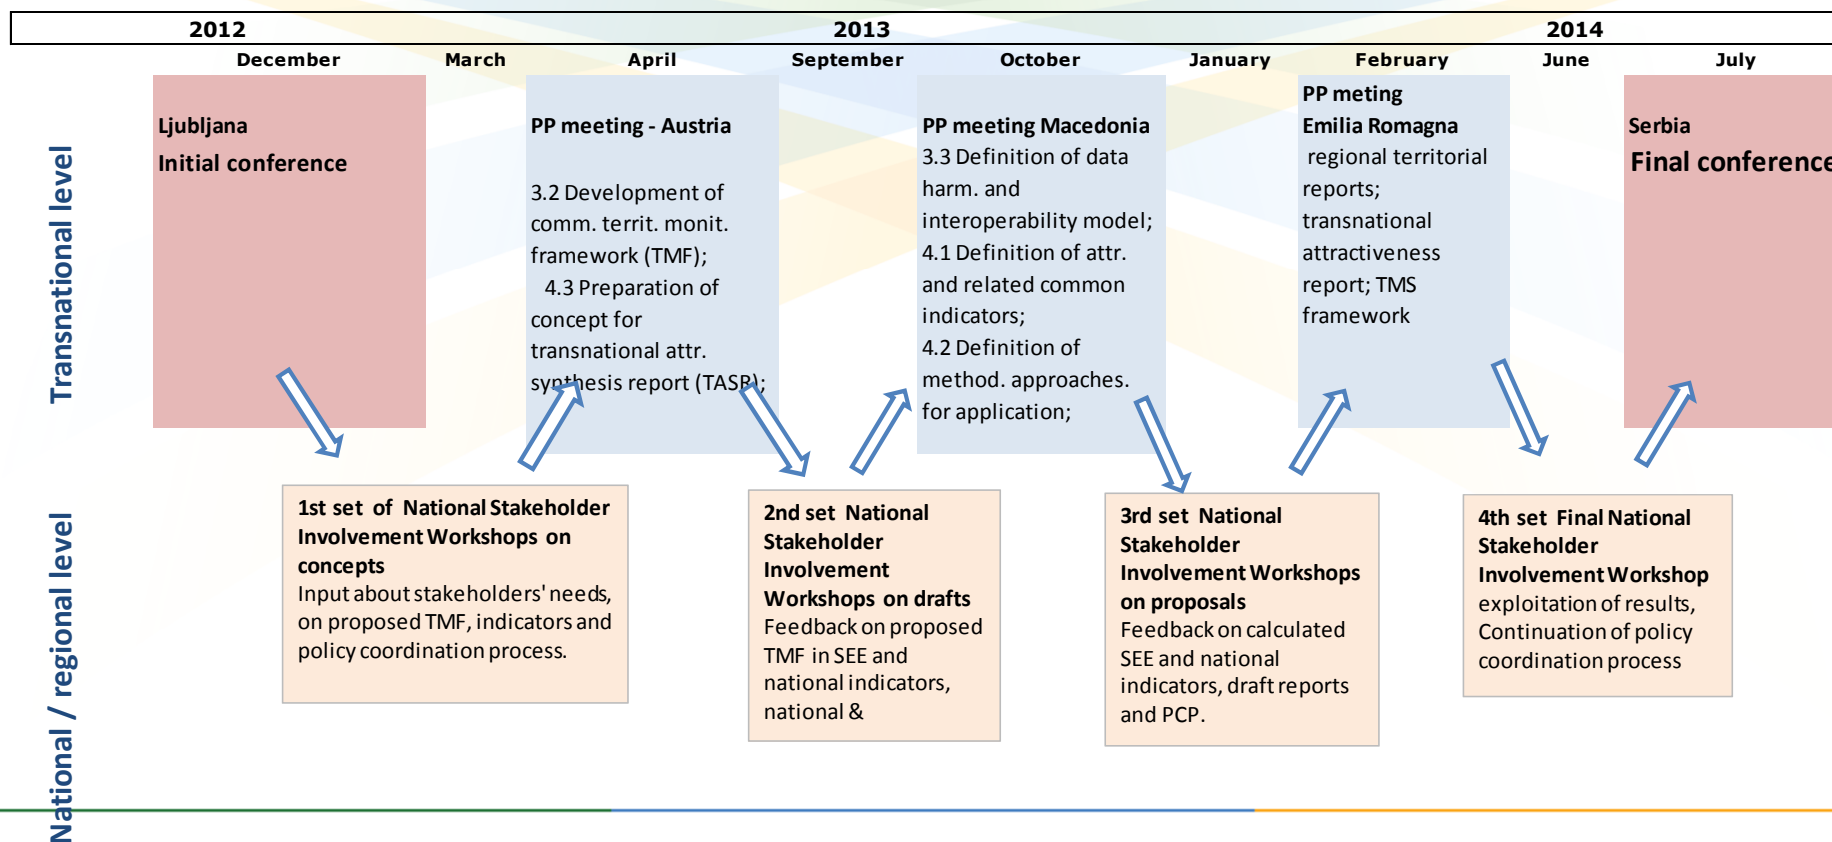 2012 2013 2014
December March April September October January February June July
Transnational level
Ljubljana
Initial conference
PP meeting - Austria
3.2 Development of
comm. territ. monit.
framework (TMF);
4.3 Preparation of
concept for
transnational attr.
synthesis report (TASR);
PP meeting Macedonia
3.3 Definition of data
harm. and
interoperability model;
4.1 Definition of attr.
and related common
indicators;
4.2 Definition of
method. approaches.
for application;
PP meting
Emilia Romagna
regional territorial
reports;
transnational
attractiveness
report; TMS
framework
Serbia
Final conference
National / regional level
1st set of National Stakeholder
Involvement Workshops on
concepts
Input about stakeholders' needs,
on proposed TMF, indicators and
policy coordination process.
2nd set National
Stakeholder
Involvement
Workshops on drafts
Feedback on proposed
TMF in SEE and
national indicators,
national &
3rd set National
Stakeholder
Involvement Workshops
on proposals
Feedback on calculated
SEE and national
indicators, draft reports
and PCP.
4th set Final National
Stakeholder
Involvement Workshop
exploitation of results,
Continuation of policy
coordination process